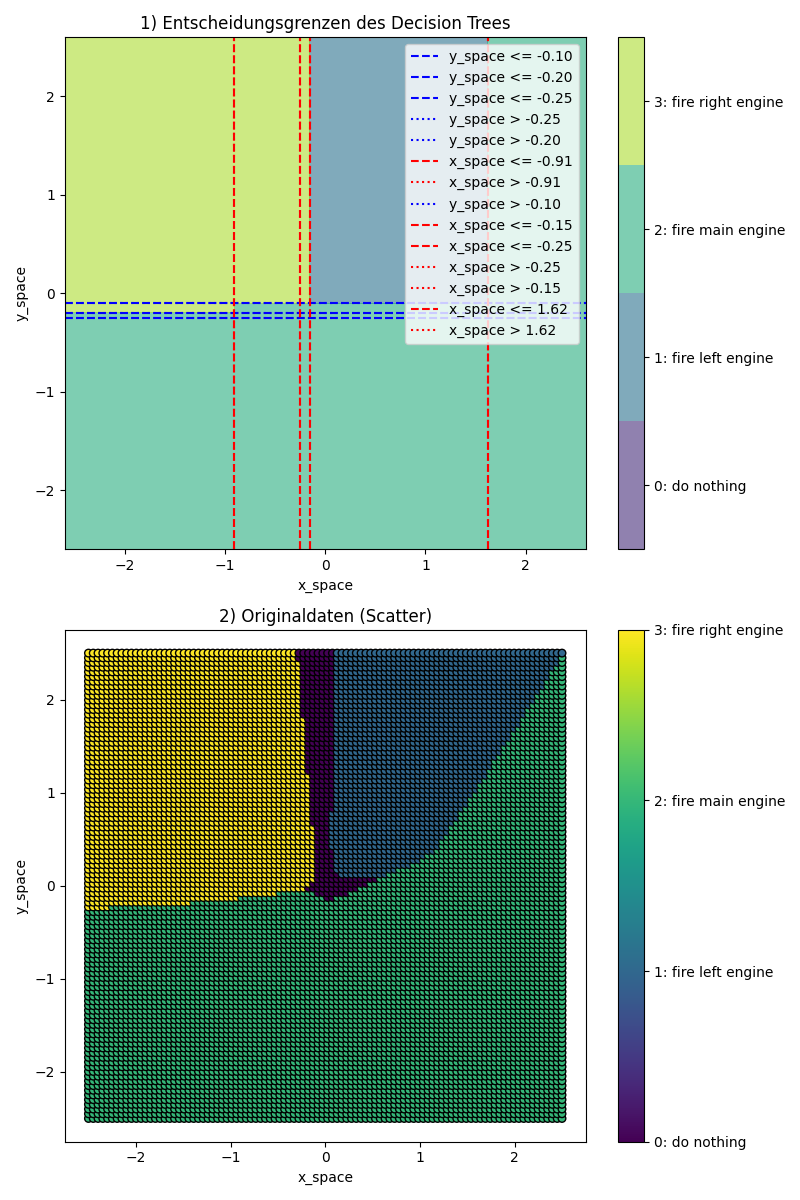 1) Entscheidungsgrenzen des Decision Trees
y_space <= -0.10
y_space <= -0.20
y_space <= -0.25
y_space > -0.25
y_space > -0.20
x_space <= -0.91
x_space > -0.91
y_space > -0.10
x_space <= -0.15
x_space <= -0.25
x_space > -0.25
x_space > -0.15
x_space <= 1.62
x_space > 1.62
2
1
0
−1
−2
y_space
−2
−1
0
1
2
x_space
3: fire right engine
2: fire main engine
1: fire left engine
0: do nothing
2) Originaldaten (Scatter)
2
1
0
−1
−2
y_space
−2
−1
0
1
2
x_space
3: fire right engine
2: fire main engine
1: fire left engine
0: do nothing